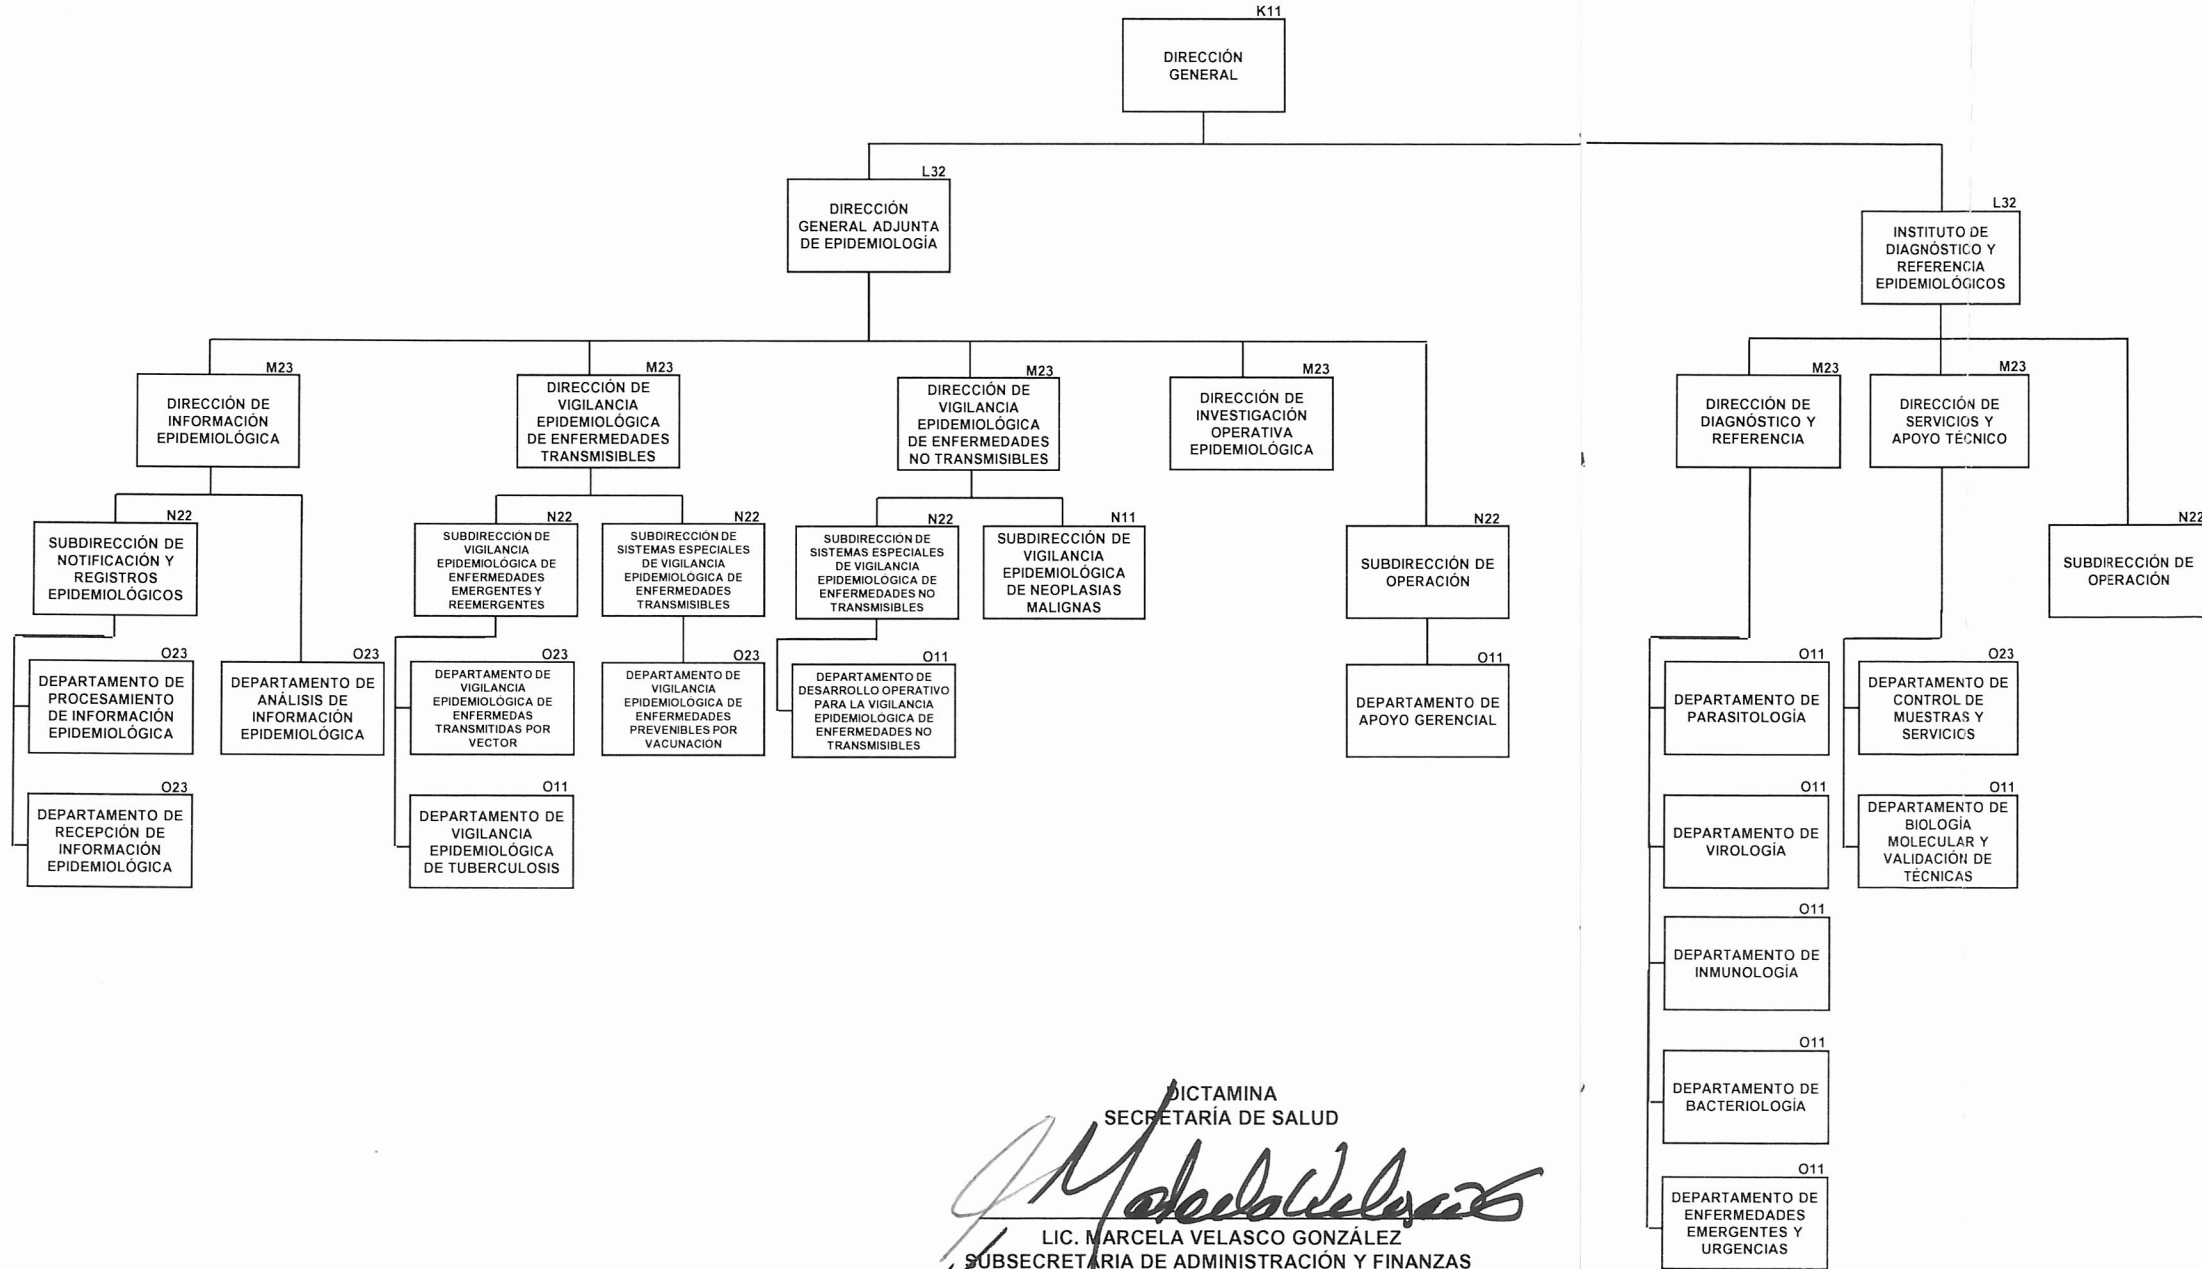 K11
DIRECCIÓN
GENERAL
L32
DIRECCIÓN
GENERAL ADJUNTA
DE EPIDEMIOLOGÍA
L32
INSTITUTO DE
DIAGNÓSTICO Y
REFERENCIA
EPIDEMIOLÓGICOS
M23
DIRECCIÓN DE
INFORMACIÓN
EPIDEMIOLÓGICA
M23
DIRECCIÓN DE
VIGILANCIA
EPIDEMIOLÓGICA
DE ENFERMEDADES
TRANSMISIBLES
M23
DIRECCIÓN DE
VIGILANCIA
EPIDEMIOLÓGICA
DE ENFERMEDADES
NO TRANSMISIBLES
M23
DIRECCIÓN DE
INVESTIGACIÓN
OPERATIVA
EPIDEMIOLÓGICA
M23
DIRECCIÓN DE
DIAGNÓSTICO Y
REFERENCIA
M23
DIRECCIÓN DE
SERVICIOS Y
APOYO TÉCNICO
N22
SUBDIRECCIÓN DE
NOTIFICACIÓN Y
REGISTROS
EPIDEMIOLÓGICOS
N22
SUBDIRECCIÓN DE
VIGILANCIA
EPIDEMIOLÓGICA DE
ENFERMEDADES
EMERGENTES Y
REEMERGENTES
N22
SUBDIRECCIÓN DE
SISTEMAS ESPECIALES
DE VIGILANCIA
EPIDEMIOLÓGICA DE
ENFERMEDADES
TRANSMISIBLES
N22
SUBDIRECCIÓN DE
SISTEMAS ESPECIALES
DE VIGILANCIA
EPIDEMIOLÓGICA DE
ENFERMEDADES NO
TRANSMISIBLES
N11
SUBDIRECCIÓN DE
VIGILANCIA
EPIDEMIOLÓGICA
DE NEOPLASIAS
MALIGNAS
N22
SUBDIRECCIÓN DE
OPERACIÓN
N22
SUBDIRECCIÓN DE
OPERACIÓN
O23
DEPARTAMENTO DE
PROCESAMIENTO
DE INFORMACIÓN
EPIDEMIOLÓGICA
O23
DEPARTAMENTO DE
ANÁLISIS DE
INFORMACIÓN
EPIDEMIOLÓGICA
O23
DEPARTAMENTO DE
VIGILANCIA
EPIDEMIOLÓGICA DE
ENFERMEDAS
TRANSMITIDAS POR
VECTOR
O23
DEPARTAMENTO DE
VIGILANCIA
EPIDEMIOLÓGICA DE
ENFERMEDADES
PREVENIBLES POR
VACUNACIÓN
O11
DEPARTAMENTO DE
DESARROLLO OPERATIVO
PARA LA VIGILANCIA
EPIDEMIOLÓGICA DE
ENFERMEDADES NO
TRANSMISIBLES
O11
DEPARTAMENTO DE
APOYO GERENCIAL
O11
DEPARTAMENTO DE
PARASITOLOGÍA
O23
DEPARTAMENTO DE
CONTROL DE
MUESTRAS Y
SERVICIOS
O23
DEPARTAMENTO DE
RECEPCIÓN DE
INFORMACIÓN
EPIDEMIOLÓGICA
O11
DEPARTAMENTO DE
VIGILANCIA
EPIDEMIOLÓGICA
DE TUBERCULOSIS
O11
DEPARTAMENTO DE
VIROLOGÍA
O11
DEPARTAMENTO DE
BIOLOGÍA
MOLECULAR Y
VALIDACIÓN DE
TÉCNICAS
O11
DEPARTAMENTO DE
INMUNOLOGÍA
O11
DEPARTAMENTO DE
BACTERIOLOGÍA
O11
DEPARTAMENTO DE
ENFERMEDADES
EMERGENTES Y
URGENCIAS
DICTAMINA
SECRETARÍA DE SALUD
LIC. MARCELA VELASCO GONZÁLEZ
SUBSECRETARIA DE ADMINISTRACIÓN Y FINANZAS